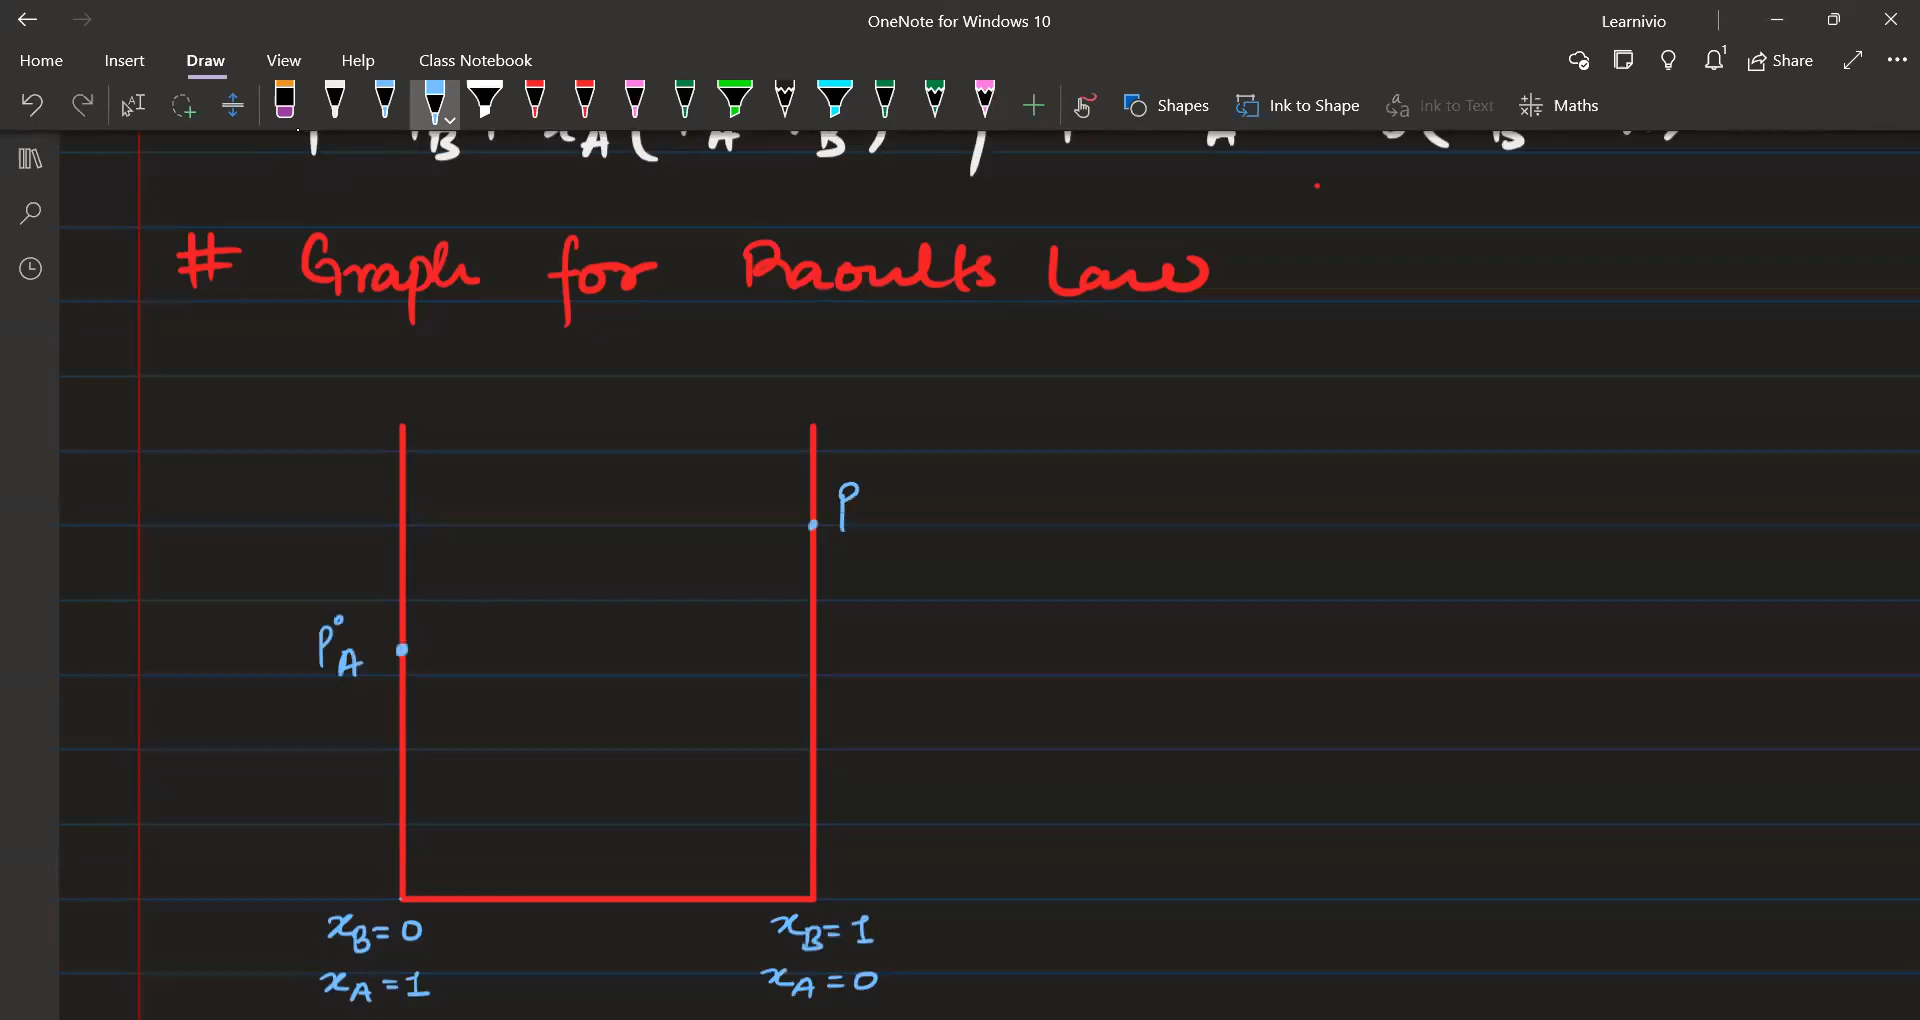 OneNote for Windows 10
Learnivio
Home Insert Draw View Help Class Notebook
1 Share
Shapes Ink to Shape Ink to Text Maths
# Graph for Raoults Law
P
P°A
xB = 0
xB = 1
xA = 1
xA = 0